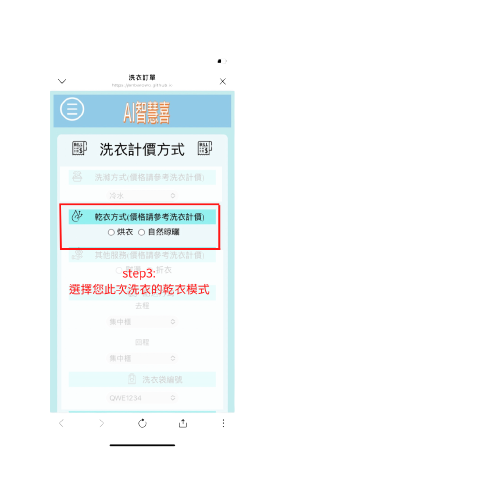 洗衣訂單
AI智慧喜
洗衣計價方式
洗滌方式(價格請參考洗衣計價)
冷水
乾衣方式(價格請參考洗衣計價)
烘衣 自然晾曬
其他服務(價格請參考洗衣計價)
折衣
step3:
選擇您此次洗衣的乾衣模式
去程
集中櫃
回程
集中櫃
洗衣袋編號
QWE1234